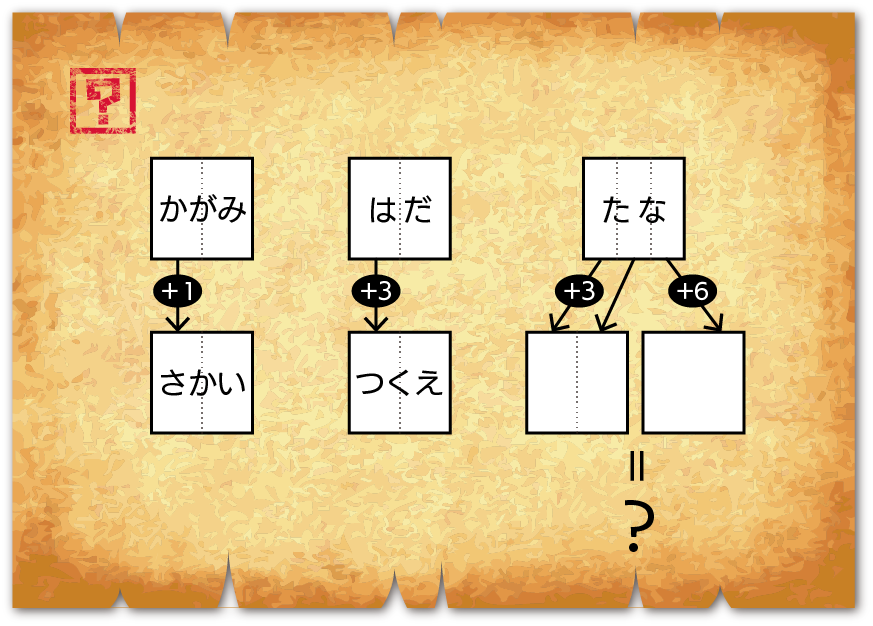 ?
かがみ はだ たな
+1 +3 +3 +6
さかい つくえ
=
?